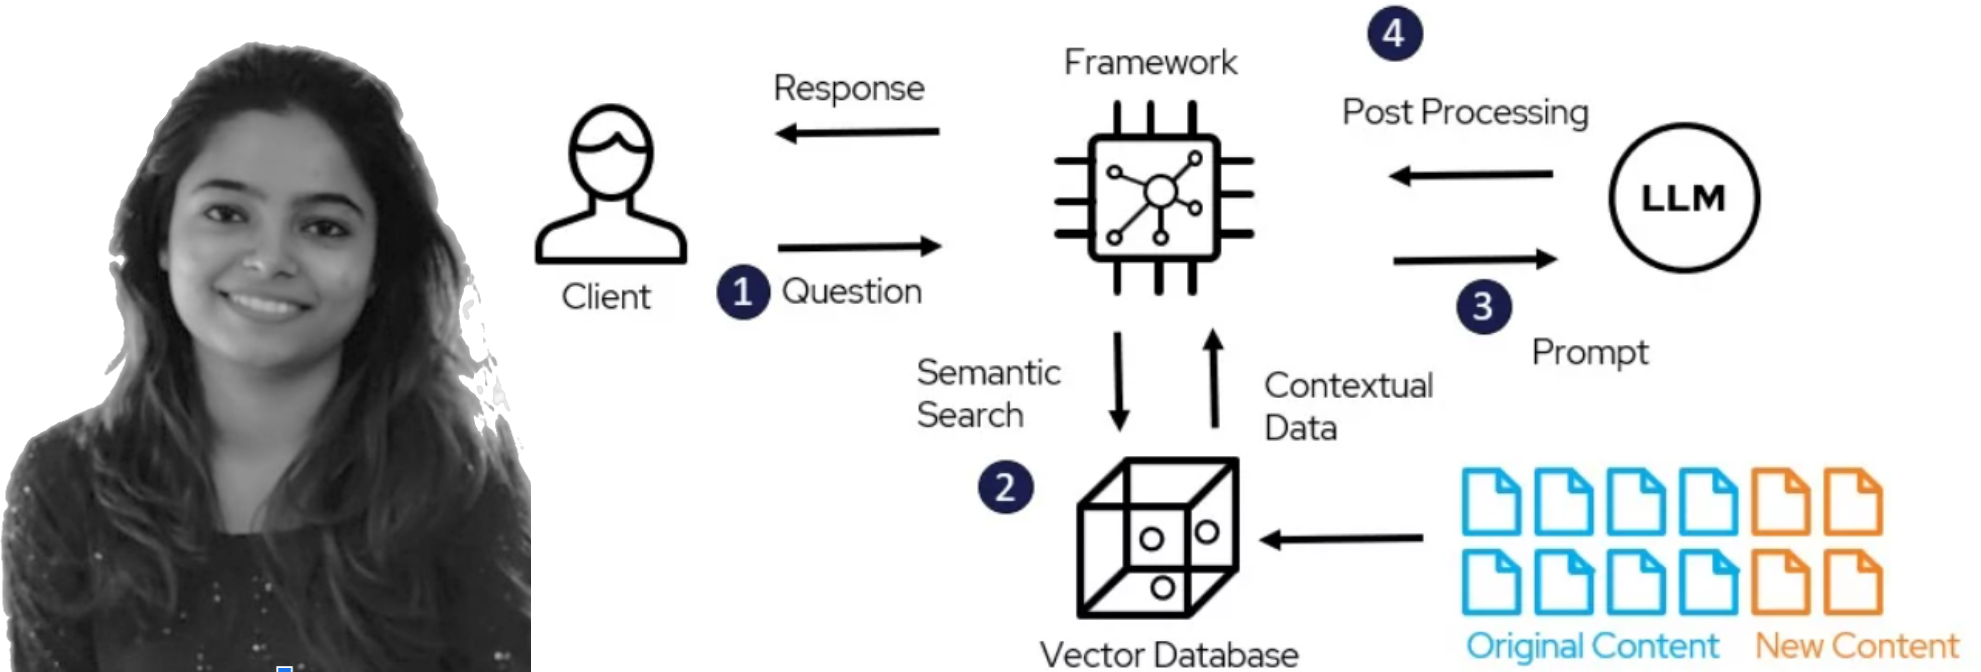 4
Framework
Response
Post Processing
LLM
Client
1 Question
3
Prompt
Semantic
Search
Contextual
Data
2
Vector Database
Original Content
New Content